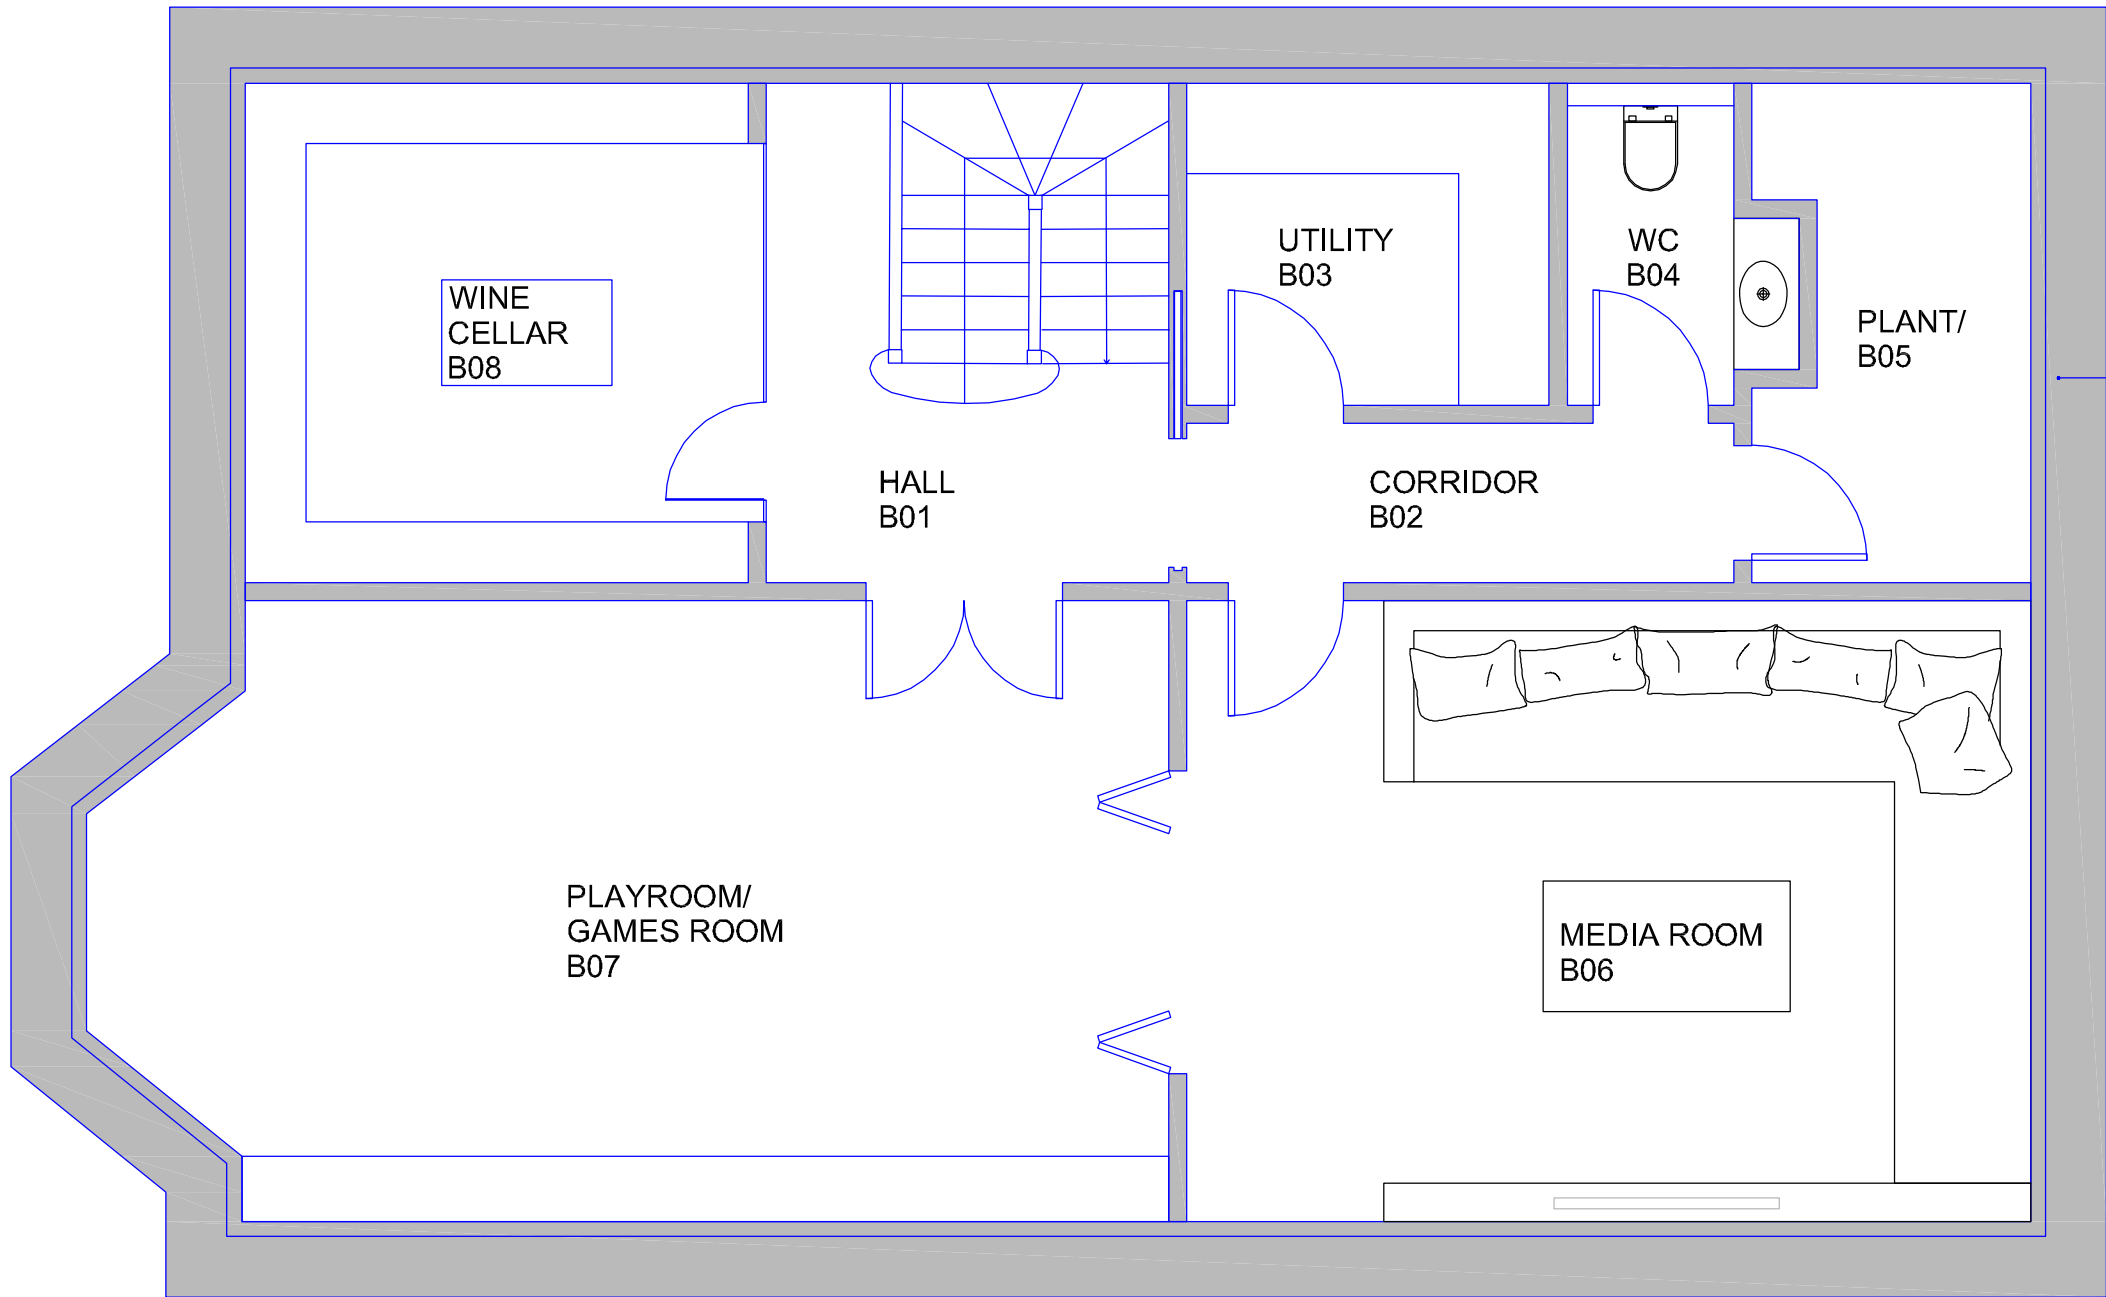 WINE
CELLAR
B08
HALL
B01
UTILITY
B03
WC
B04
PLANT/
B05
CORRIDOR
B02
PLAYROOM/
GAMES ROOM
B07
MEDIA ROOM
B06